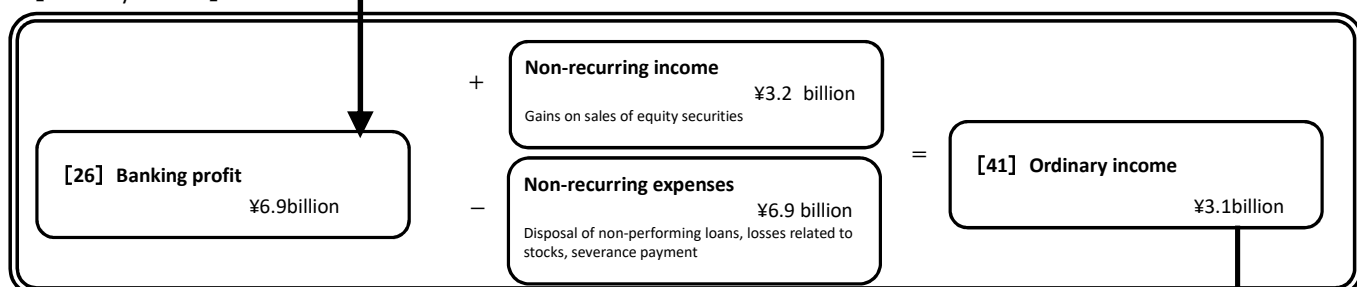 +
Non-recurring income
¥3.2 billion
Gains on sales of equity securities
[26] Banking profit
¥6.9billion
=
[41] Ordinary income
¥3.1billion
−
Non-recurring expenses
¥6.9 billion
Disposal of non-performing loans, losses related to
stocks, severance payment